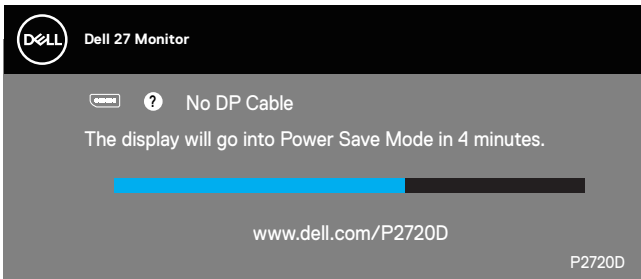 DELL
Dell 27 Monitor
? No DP Cable
The display will go into Power Save Mode in 4 minutes.
www.dell.com/P2720D
P2720D